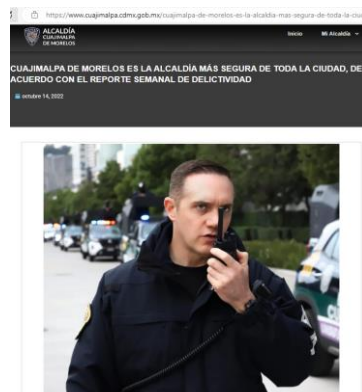 https://www.cuajimalpa.cdmx.gob.mx/cuajimalpa-de-morelos-es-la-alcaldia-mas-segura-de-toda-la-ciu
ALCALDÍA
CUAJIMALPA
DE MORELOS
Inicio
Mi Alcaldía
CUAJIMALPA DE MORELOS ES LA ALCALDÍA MÁS SEGURA DE TODA LA CIUDAD, DE
ACUERDO CON EL REPORTE SEMANAL DE DELICTIVIDAD
octubre 14, 2022